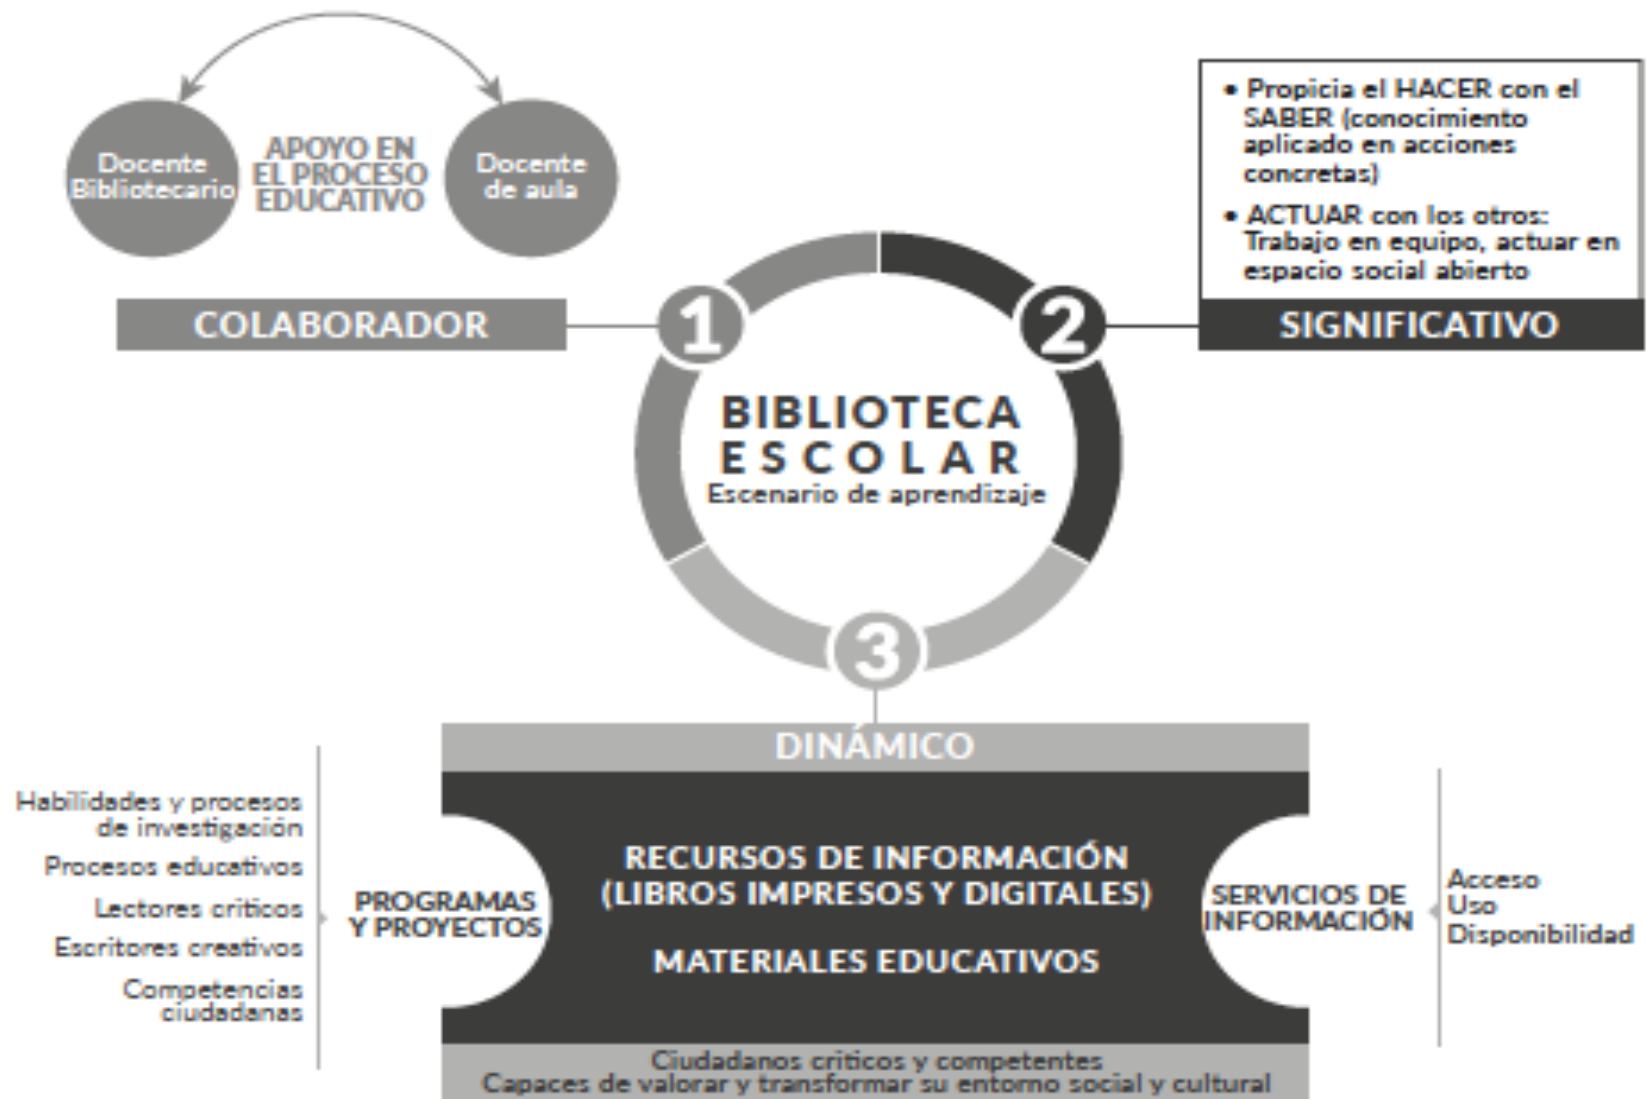 Docente
Bibliotecario
APOYO EN
EL PROCESO
EDUCATIVO
Docente
de aula
COLABORADOR
1
• Propicia el HACER con el
SABER (conocimiento
aplicado en acciones
concretas)
• ACTUAR con los otros:
Trabajo en equipo, actuar en
espacio social abierto
SIGNIFICATIVO
2
BIBLIOTECA
ESCOLAR
Escenario de aprendizaje
3
DINÁMICO
Habilidades y procesos
de investigación
Procesos educativos
Lectores criticos
Escritores creativos
Competencias
ciudadanas
PROGRAMAS
Y PROYECTOS
RECURSOS DE INFORMACIÓN
(LIBROS IMPRESOS Y DIGITALES)
MATERIALES EDUCATIVOS
SERVICIOS DE
INFORMACIÓN
Acceso
Uso
Disponibilidad
Ciudadanos criticos y competentes
Capaces de valorar y transformar su entorno social y cultural